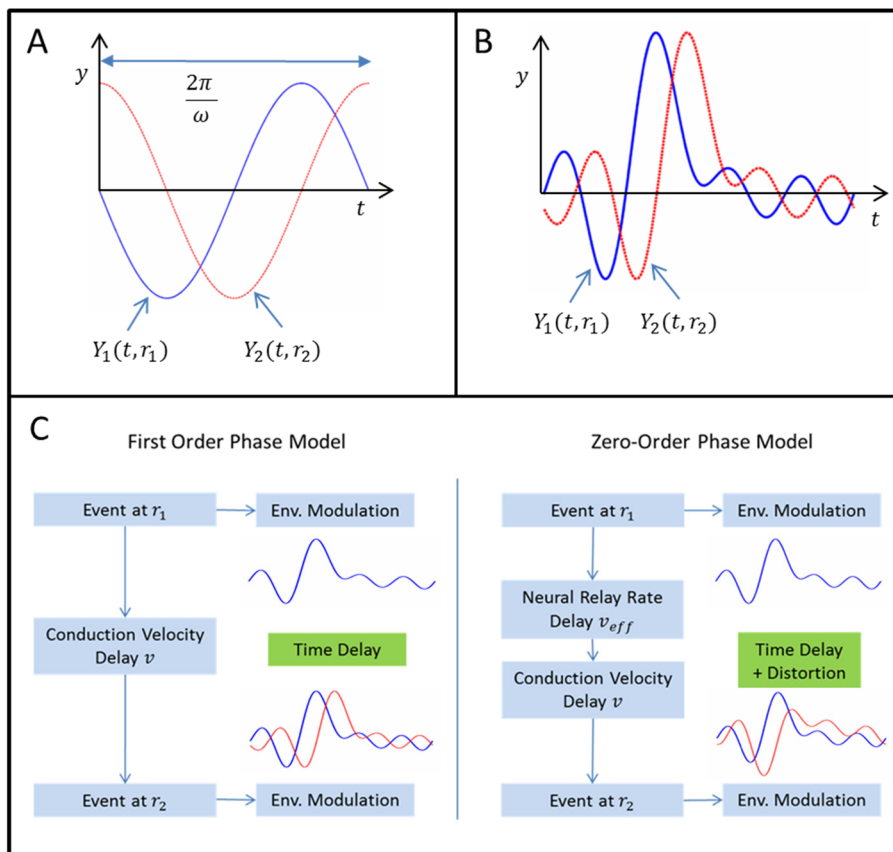 A
y
2π
ω
t
Y₁(t, r₁)
Y₂(t, r₂)
B
y
t
Y₁(t, r₁)
Y₂(t, r₂)
C
First Order Phase Model
Event at r₁
Env. Modulation
Conduction Velocity
Delay v
Time Delay
Event at r₂
Env. Modulation
Zero-Order Phase Model
Event at r₁
Env. Modulation
Neural Relay Rate
Delay v_eff
Conduction Velocity
Delay v
Time Delay
+ Distortion
Event at r₂
Env. Modulation